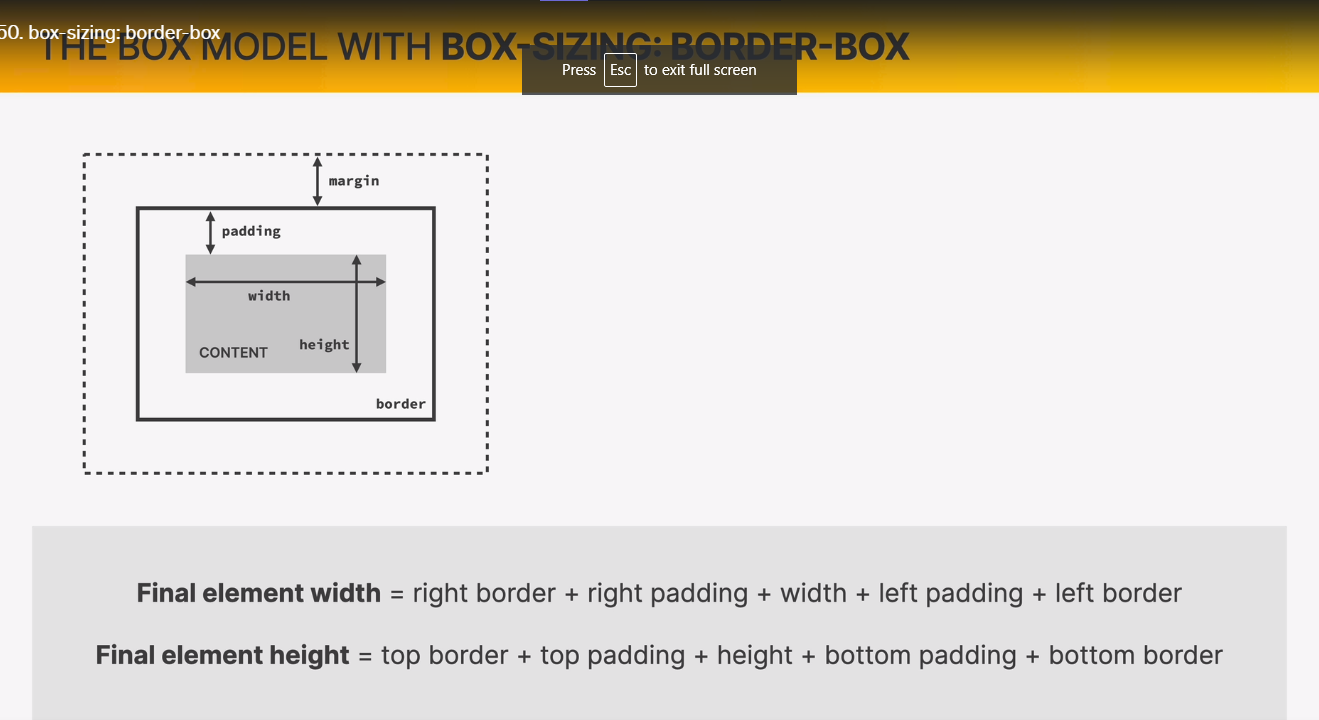 50. box-sizing: border-box
THE BOX MODEL WITH BOX-SIZING: BORDER-BOX
Press Esc to exit full screen
margin
padding
width
height
CONTENT
border
Final element width = right border + right padding + width + left padding + left border
Final element height = top border + top padding + height + bottom padding + bottom border